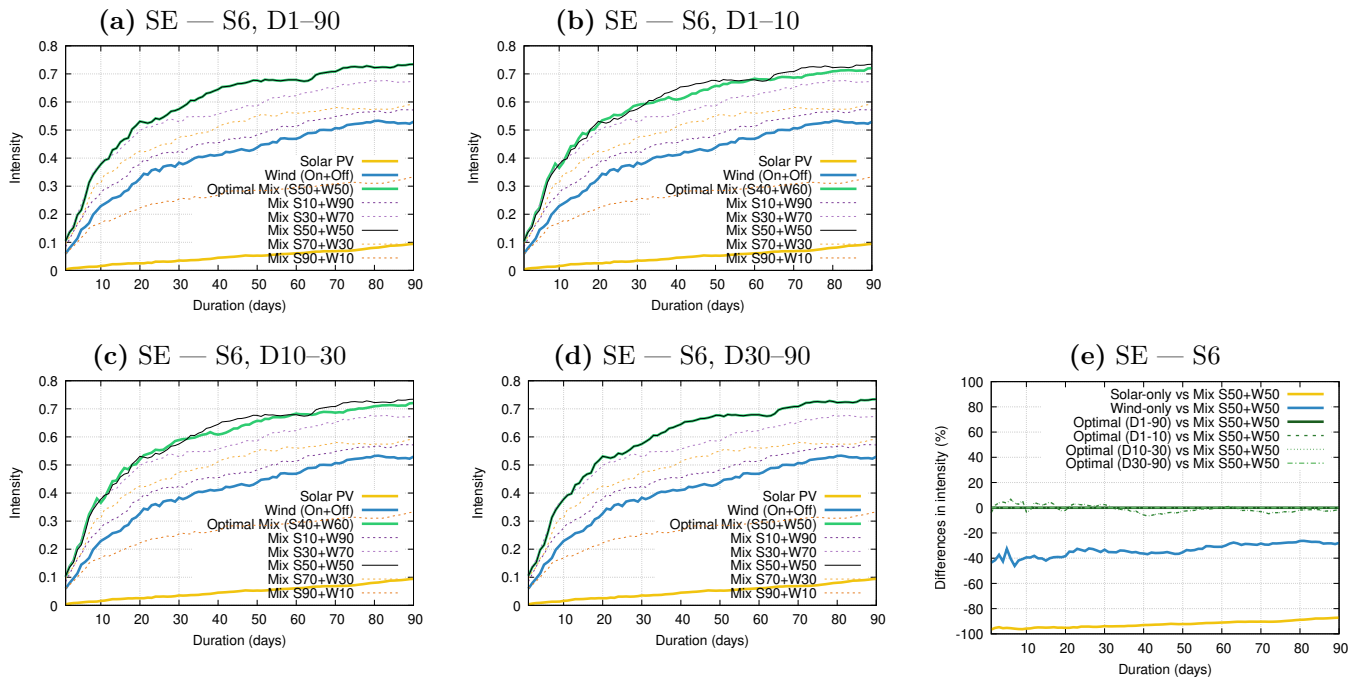 (a) SE — S6, D1–90
0.8
0.7
0.6
0.5
0.4
0.3
0.2
0.1
0
Intensity
Solar PV
Wind (On+Off)
Optimal Mix (S50+W50)
Mix S10+W90
Mix S30+W70
Mix S50+W50
Mix S70+W30
Mix S90+W10
10 20 30 40 50 60 70 80 90
Duration (days)
(b) SE — S6, D1–10
0.8
0.7
0.6
0.5
0.4
0.3
0.2
0.1
0
Intensity
Solar PV
Wind (On+Off)
Optimal Mix (S40+W60)
Mix S10+W90
Mix S30+W70
Mix S50+W50
Mix S70+W30
Mix S90+W10
10 20 30 40 50 60 70 80 90
Duration (days)
(c) SE — S6, D10–30
0.8
0.7
0.6
0.5
0.4
0.3
0.2
0.1
0
Intensity
Solar PV
Wind (On+Off)
Optimal Mix (S40+W60)
Mix S10+W90
Mix S30+W70
Mix S50+W50
Mix S70+W30
Mix S90+W10
10 20 30 40 50 60 70 80 90
Duration (days)
(d) SE — S6, D30–90
0.8
0.7
0.6
0.5
0.4
0.3
0.2
0.1
0
Intensity
Solar PV
Wind (On+Off)
Optimal Mix (S50+W50)
Mix S10+W90
Mix S30+W70
Mix S50+W50
Mix S70+W30
Mix S90+W10
10 20 30 40 50 60 70 80 90
Duration (days)
(e) SE — S6
100
80
60
40
20
0
-20
-40
-60
-80
-100
Differences in intensity (%)
Solar-only vs Mix S50+W50
Wind-only vs Mix S50+W50
Optimal (D1-90) vs Mix S50+W50
Optimal (D1-10) vs Mix S50+W50
Optimal (D10-30) vs Mix S50+W50
Optimal (D30-90) vs Mix S50+W50
10 20 30 40 50 60 70 80 90
Duration (days)